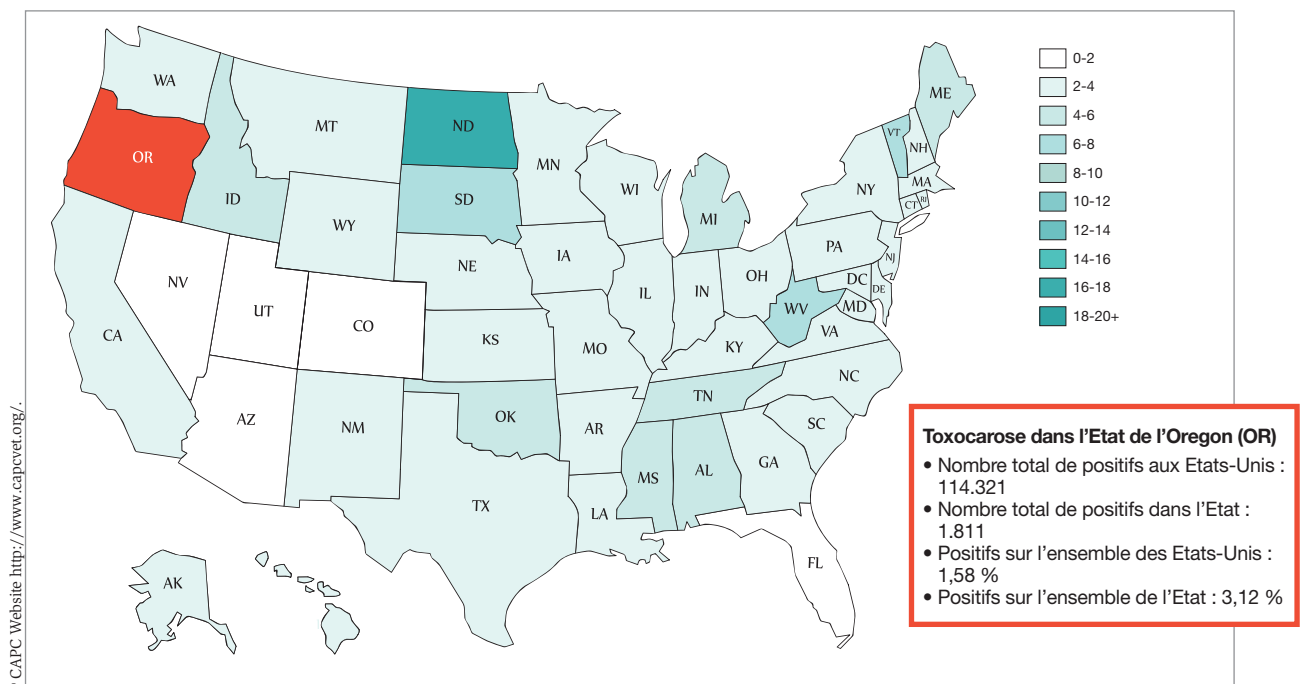 WA
OR
MT
ID
WY
ND
SD
MN
NE
WI
IA
MI
ME
VT
NH
NY
MA
CT
RI
PA
NJ
OH
DC
DE
MD
WV
VA
IL
IN
NV
UT
CO
CA
KS
MO
KY
NC
TN
SC
AZ
NM
OK
AR
MS
AL
GA
TX
LA
FL
AK
0-2
2-4
4-6
6-8
8-10
10-12
12-14
14-16
16-18
18-20+
Toxocarose dans l'Etat de l'Oregon (OR)
• Nombre total de positifs aux Etats-Unis :
114.321
• Nombre total de positifs dans l'Etat :
1.811
• Positifs sur l'ensemble des Etats-Unis :
1,58 %
• Positifs sur l'ensemble de l'Etat : 3,12 %
CAPC Website http://www.capcvet.org/.